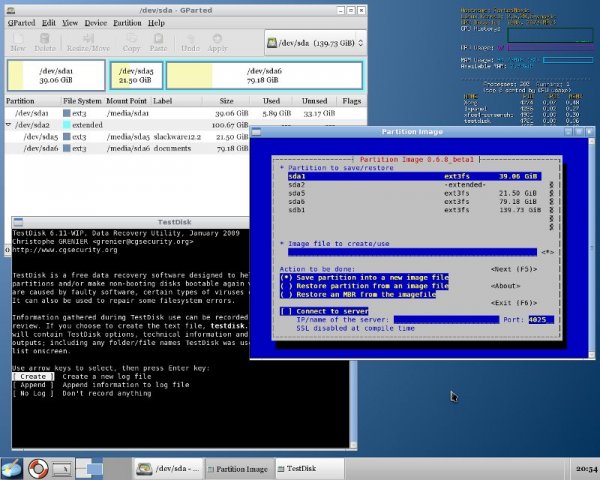 /dev/sda - GParted
GParted Edit View Device Partition Help
New Delete Resize/Move Copy Paste Undo Apply
/dev/sda (139.73 GiB)
/dev/sda1
39.06 GiB
/dev/sda5
21.50 GiB
/dev/sda6
79.18 GiB
Partition File System Mount Point Label Size Used Unused Flags
/dev/sda1 ext3 /media/sda1 39.06 GiB 5.89 GiB 33.17 GiB
/dev/sda2 extended 100.67 GiB
/dev/sda5 ext3 /media/sda5 slackware12.2 21.50 GiB
/dev/sda6 ext3 /media/sda6 documents 79.18 GiB
CPU History:
CPU Usage:
RAM Usage:
Processes: Running: 1
Partition Image
Partition Image 0.6.8_beta1
* Partition to save/restore
sda1 ext3fs 39.06 GiB
sda2 -extended-
sda5 ext3fs 21.50 GiB
sda6 ext3fs 79.18 GiB
sdb1 ext3fs 139.73 GiB
* Image file to create/use
<*>
Action to be done:
<Next (F5)>
(*) Save partition into a new image file
( ) Restore partition from an image file
<About>
( ) Restore an MBR from the imagefile
<Exit (F6)>
[ ] Connect to server
IP/name of the server: Port: 4025
SSL disabled at compile time
TestDisk
TestDisk 6.11-WIP, Data Recovery Utility, January 2009
Christophe GRENIER <grenier@cgsecurity.org>
http://www.cgsecurity.org
TestDisk is a free data recovery software designed to he
partitions and/or make non-booting disks bootable again
are caused by faulty software, certain types of viruses
It can also be used to repair some filesystem errors.
Information gathered during TestDisk use can be recorded
review. If you choose to create the text file, testdisk.
will contain TestDisk options, technical information and
outputs; including any folder/file names TestDisk was us
list onscreen.
Use arrow keys to select, then press Enter key:
[ Create ] Create a new log file
[ Append ] Append information to log file
[ No Log ] Don't record anything
/dev/sda - ...
Partition Image
TestDisk
20:54